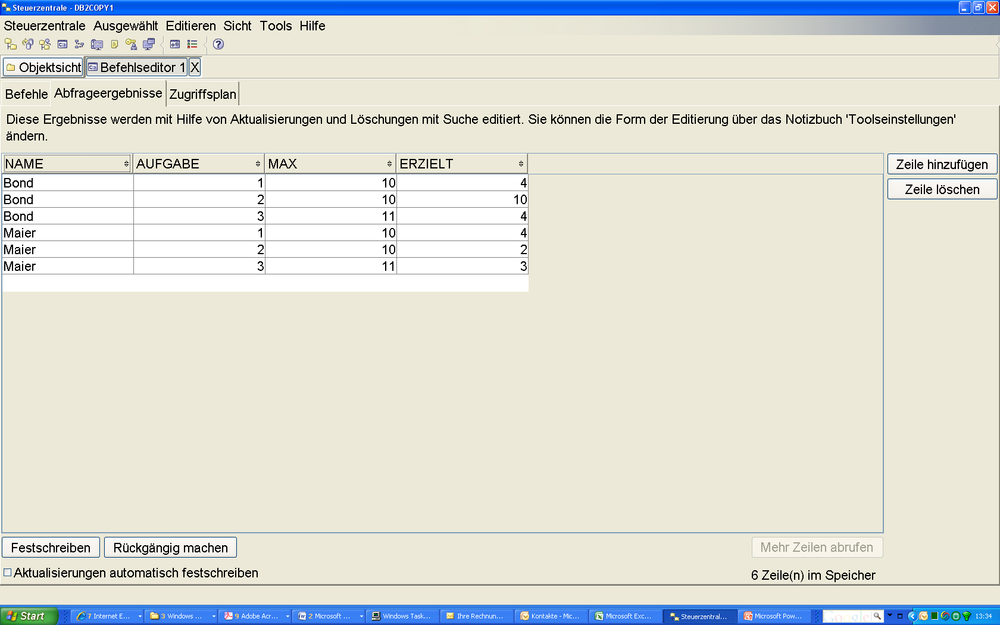 Steuerzentrale - DB2COPY1
Steuerzentrale Ausgewählt Editieren Sicht Tools Hilfe
Objektsicht Befehlseditor 1 X
Befehle Abfrageergebnisse Zugriffsplan
Diese Ergebnisse werden mit Hilfe von Aktualisierungen und Löschungen mit Suche editiert. Sie können die Form der Editierung über das Notizbuch 'Toolseinstellungen'
ändern.
NAME AUFGABE MAX ERZIELT Zeile hinzufügen
Bond 1 10 4
Zeile löschen
Bond 2 10 10
Bond 3 11 4
Maier 1 10 4
Maier 2 10 2
Maier 3 11 3
Festschreiben Rückgängig machen Mehr Zeilen abrufen
Aktualisierungen automatisch festschreiben 6 Zeile(n) im Speicher
Start 7 Internet E... 3 Windows ... 9 Adobe Acr... 2 Microsoft ... Windows Task... Ihre Rechnun... Kontakte - Mic... Microsoft Exc... Steuerzentral... Microsoft Pow... Google 13:34